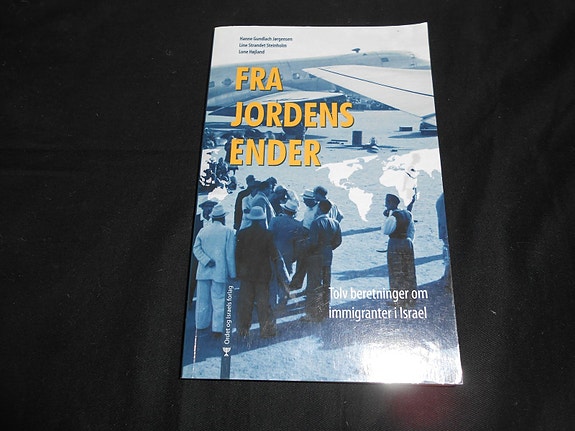 Hanne Gundlach Jørgensen
Line Strandet Steinholm
Lone Højland
FRA
JORDENS
ENDER
Tolv beretninger om
immigranter i Israel
Ordet og Israels forlag